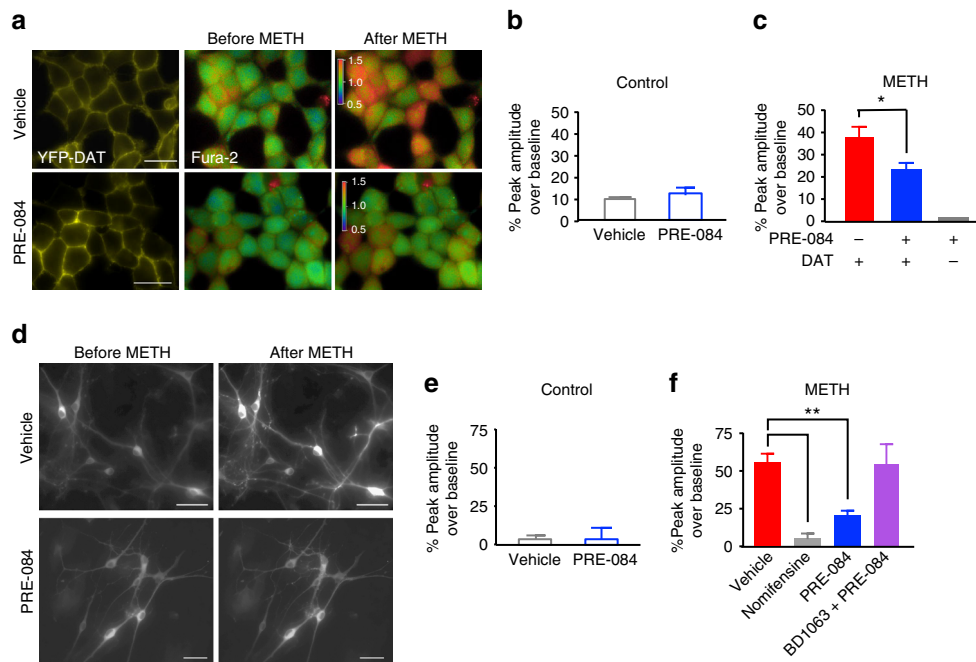 a
Before METH After METH
Vehicle
YFP-DAT
Fura-2
1.5
1.0
0.5
PRE-084
1.5
1.0
0.5
b
Control
% Peak amplitude
over baseline
50
40
30
20
10
0
Vehicle PRE-084
c
METH
% Peak amplitude
over baseline
50
40
30
20
10
0
*
PRE-084 – + +
DAT + + –
d
Before METH After METH
Vehicle
PRE-084
e
Control
% Peak amplitude
over baseline
75
50
25
0
Vehicle PRE-084
f
METH
%Peak amplitude
over baseline
75
50
25
0
**
Vehicle
Nomifensine
PRE-084
BD1063 + PRE-084